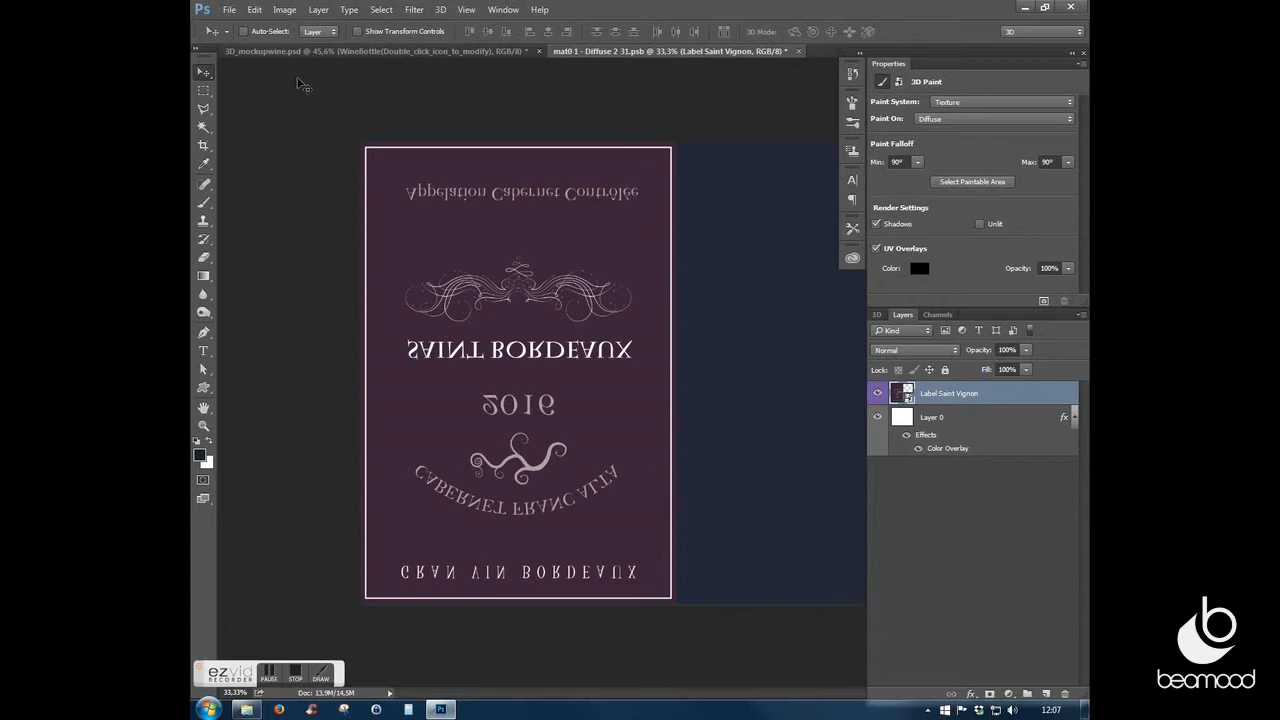 Ps File Edit Image Layer Type Select Filter 3D View Window Help
Auto-Select: Layer Show Transform Controls 3D Mode: 3D
3D_mockupwine.psd @ 45,6% (WineBottle(Double_click_icon_to_modify), RGB/8) * × mat0 1 - Diffuse 2 31.psb @ 33,3% (Label Saint Vignon, RGB/8) * ×
Properties
3D Paint
Paint System: Texture
Paint On: Diffuse
Paint Falloff
Min: 90º Max: 90º
Select Paintable Area
Render Settings
Shadows Unlit
UV Overlays
Color: Opacity: 100%
Appelation Cabernet Contrôlée
SAINT BORDEAUX
2016
CABERNET FRANC ALTA
GRAN VIN BORDEAUX
3D Layers Channels
Kind
Normal Opacity: 100%
Lock: Fill: 100%
Label Saint Vignon
Layer 0 fx
Effects
Color Overlay
ezvid
RECORDER
PAUSE STOP DRAW
33,33% Doc: 13,9M/14,5M
12:07
b
beamood